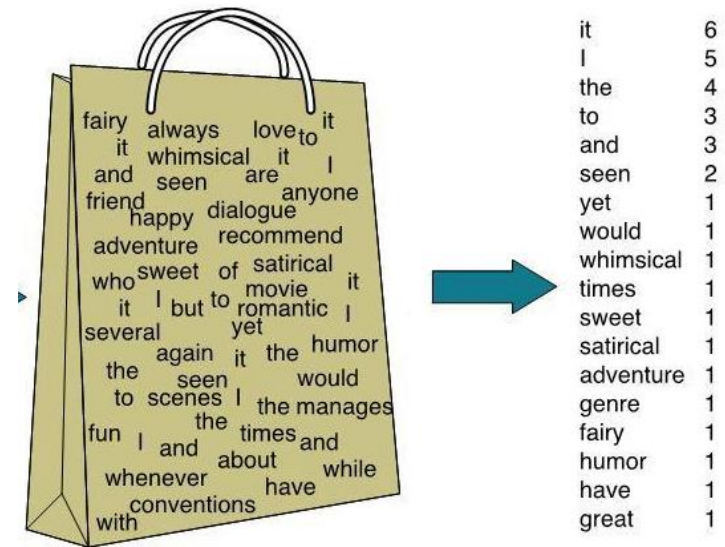 fairy always love to it
it whimsical it I
and seen are anyone
friend happy dialogue
adventure recommend
who sweet of satirical it
it I but to movie romantic I
several yet
again it the humor
the seen would
to scenes I the manages
fun I and the times and
whenever about while
conventions have
with
it 6
I 5
the 4
to 3
and 3
seen 2
yet 1
would 1
whimsical 1
times 1
sweet 1
satirical 1
adventure 1
genre 1
fairy 1
humor 1
have 1
great 1